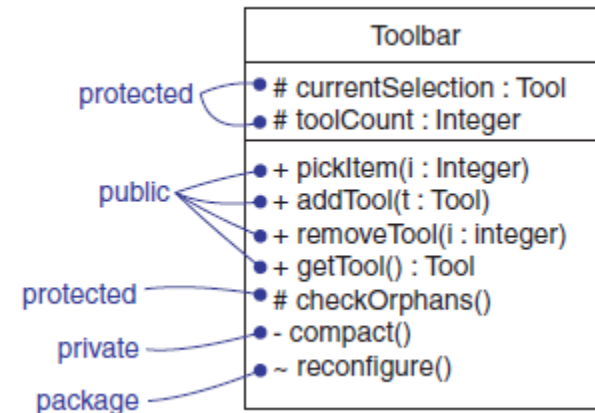 Toolbar
protected
# currentSelection : Tool
# toolCount : Integer
public
+ pickItem(i : Integer)
+ addTool(t : Tool)
+ removeTool(i : integer)
+ getTool() : Tool
protected
# checkOrphans()
private
- compact()
package
~ reconfigure()